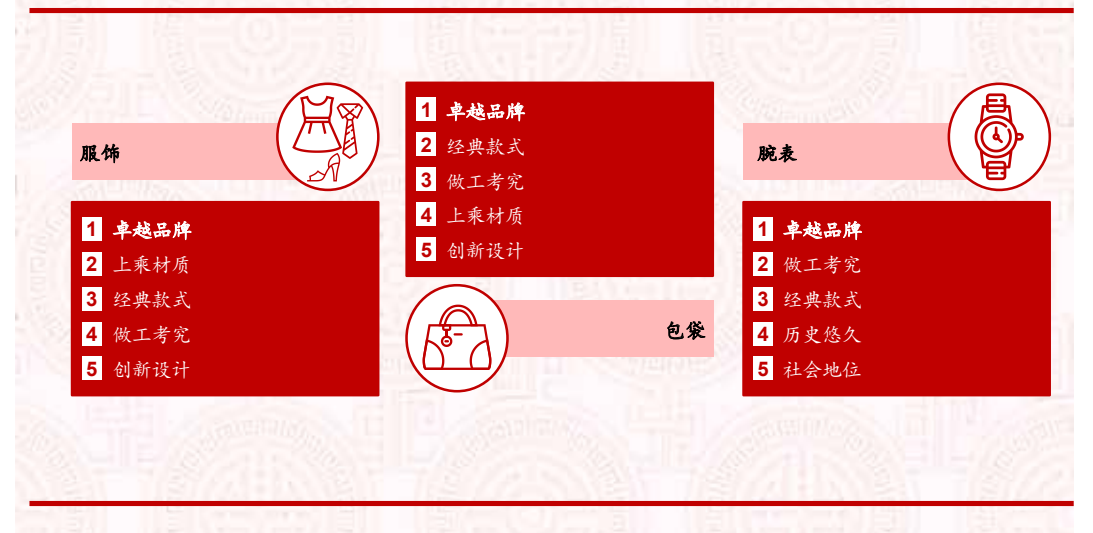 服饰
1 卓越品牌
2 上乘材质
3 经典款式
4 做工考究
5 创新设计
1 卓越品牌
2 经典款式
3 做工考究
4 上乘材质
5 创新设计
包袋
腕表
1 卓越品牌
2 做工考究
3 经典款式
4 历史悠久
5 社会地位